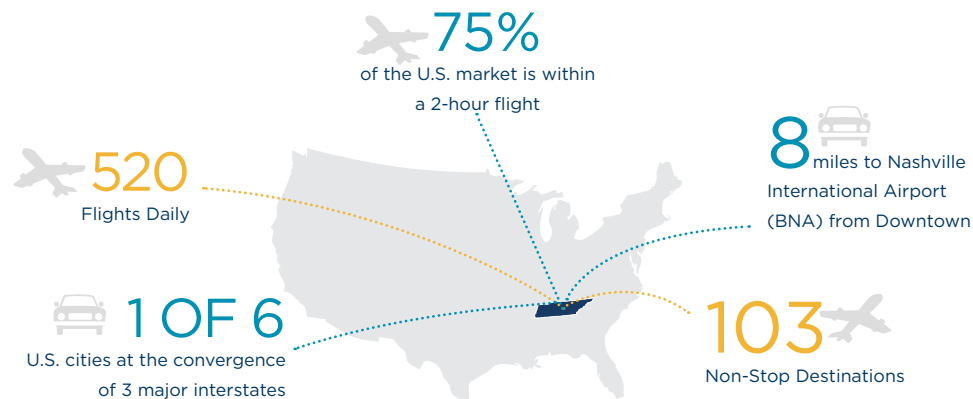 75%
of the U.S. market is within
a 2-hour flight
520
Flights Daily
8 miles to Nashville
International Airport
(BNA) from Downtown
1 OF 6
U.S. cities at the convergence
of 3 major interstates
103
Non-Stop Destinations